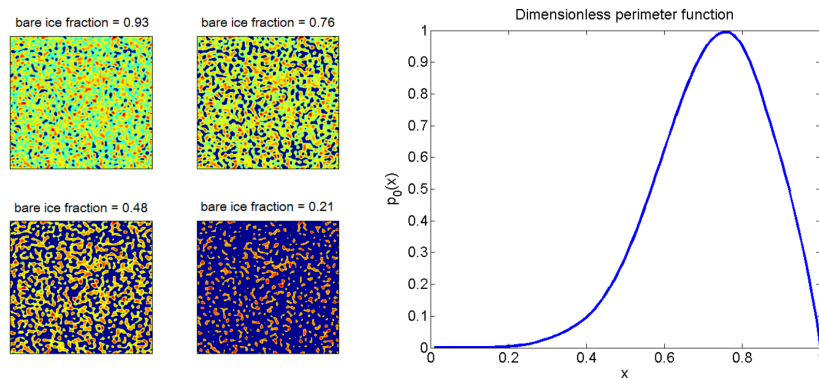 bare ice fraction = 0.93
bare ice fraction = 0.76
bare ice fraction = 0.48
bare ice fraction = 0.21
Dimensionless perimeter function
1
0.9
0.8
0.7
0.6
0.5
0.4
0.3
0.2
0.1
0
p0(x)
0
0.2
0.4
0.6
0.8
x